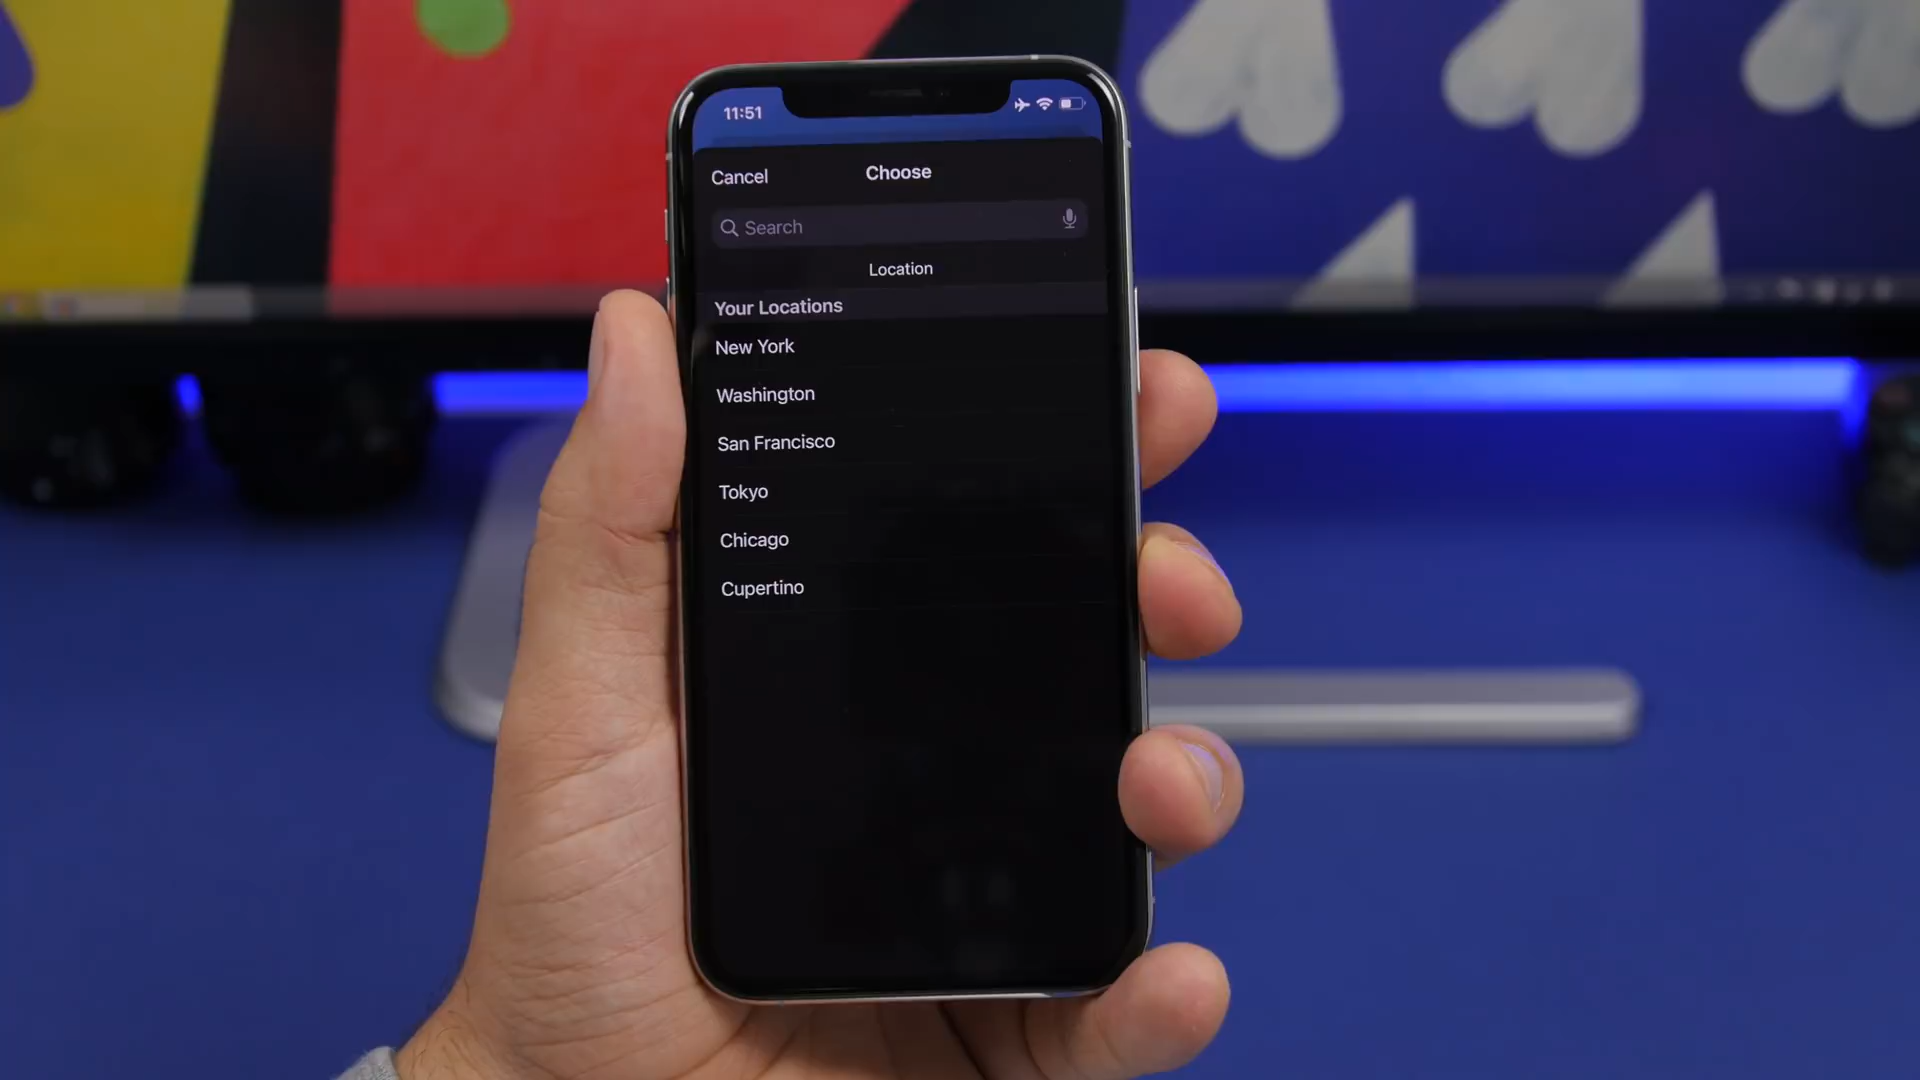 11:51
Cancel
Choose
Search
Location
Your Locations
New York
Washington
San Francisco
Tokyo
Chicago
Cupertino